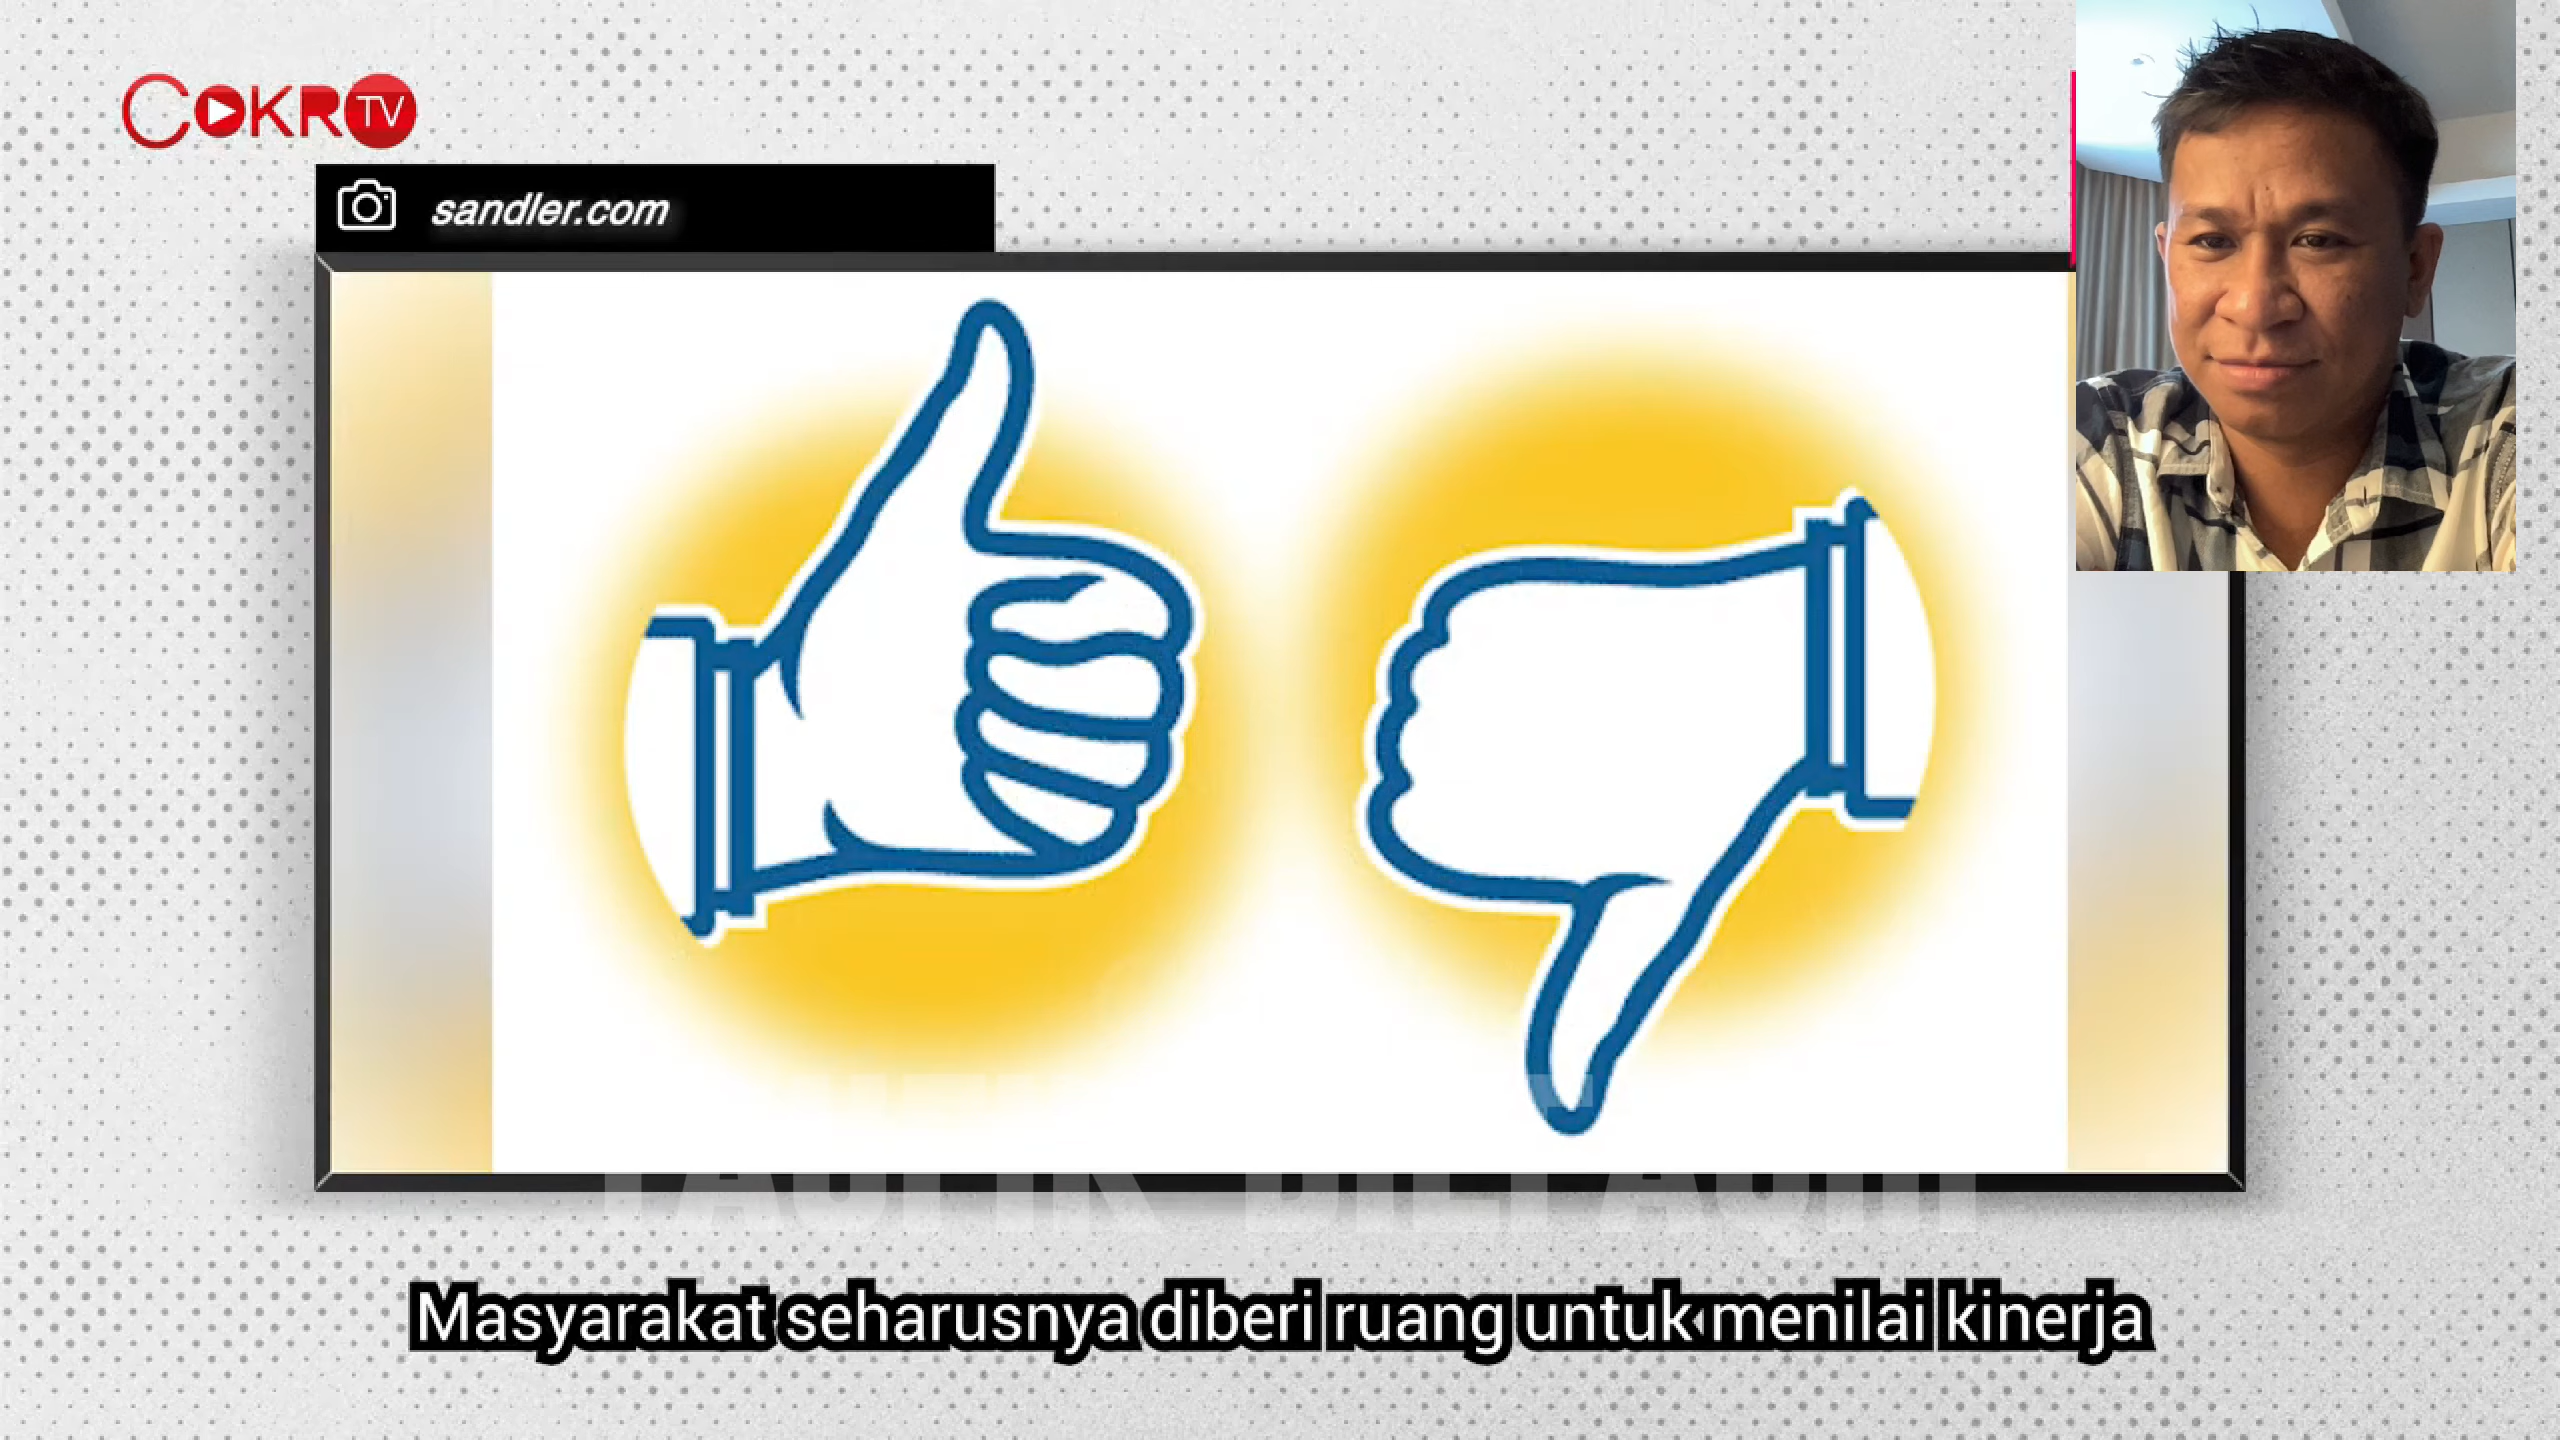 COKRO TV
sandler.com
Masyarakat seharusnya diberi ruang untuk menilai kinerja